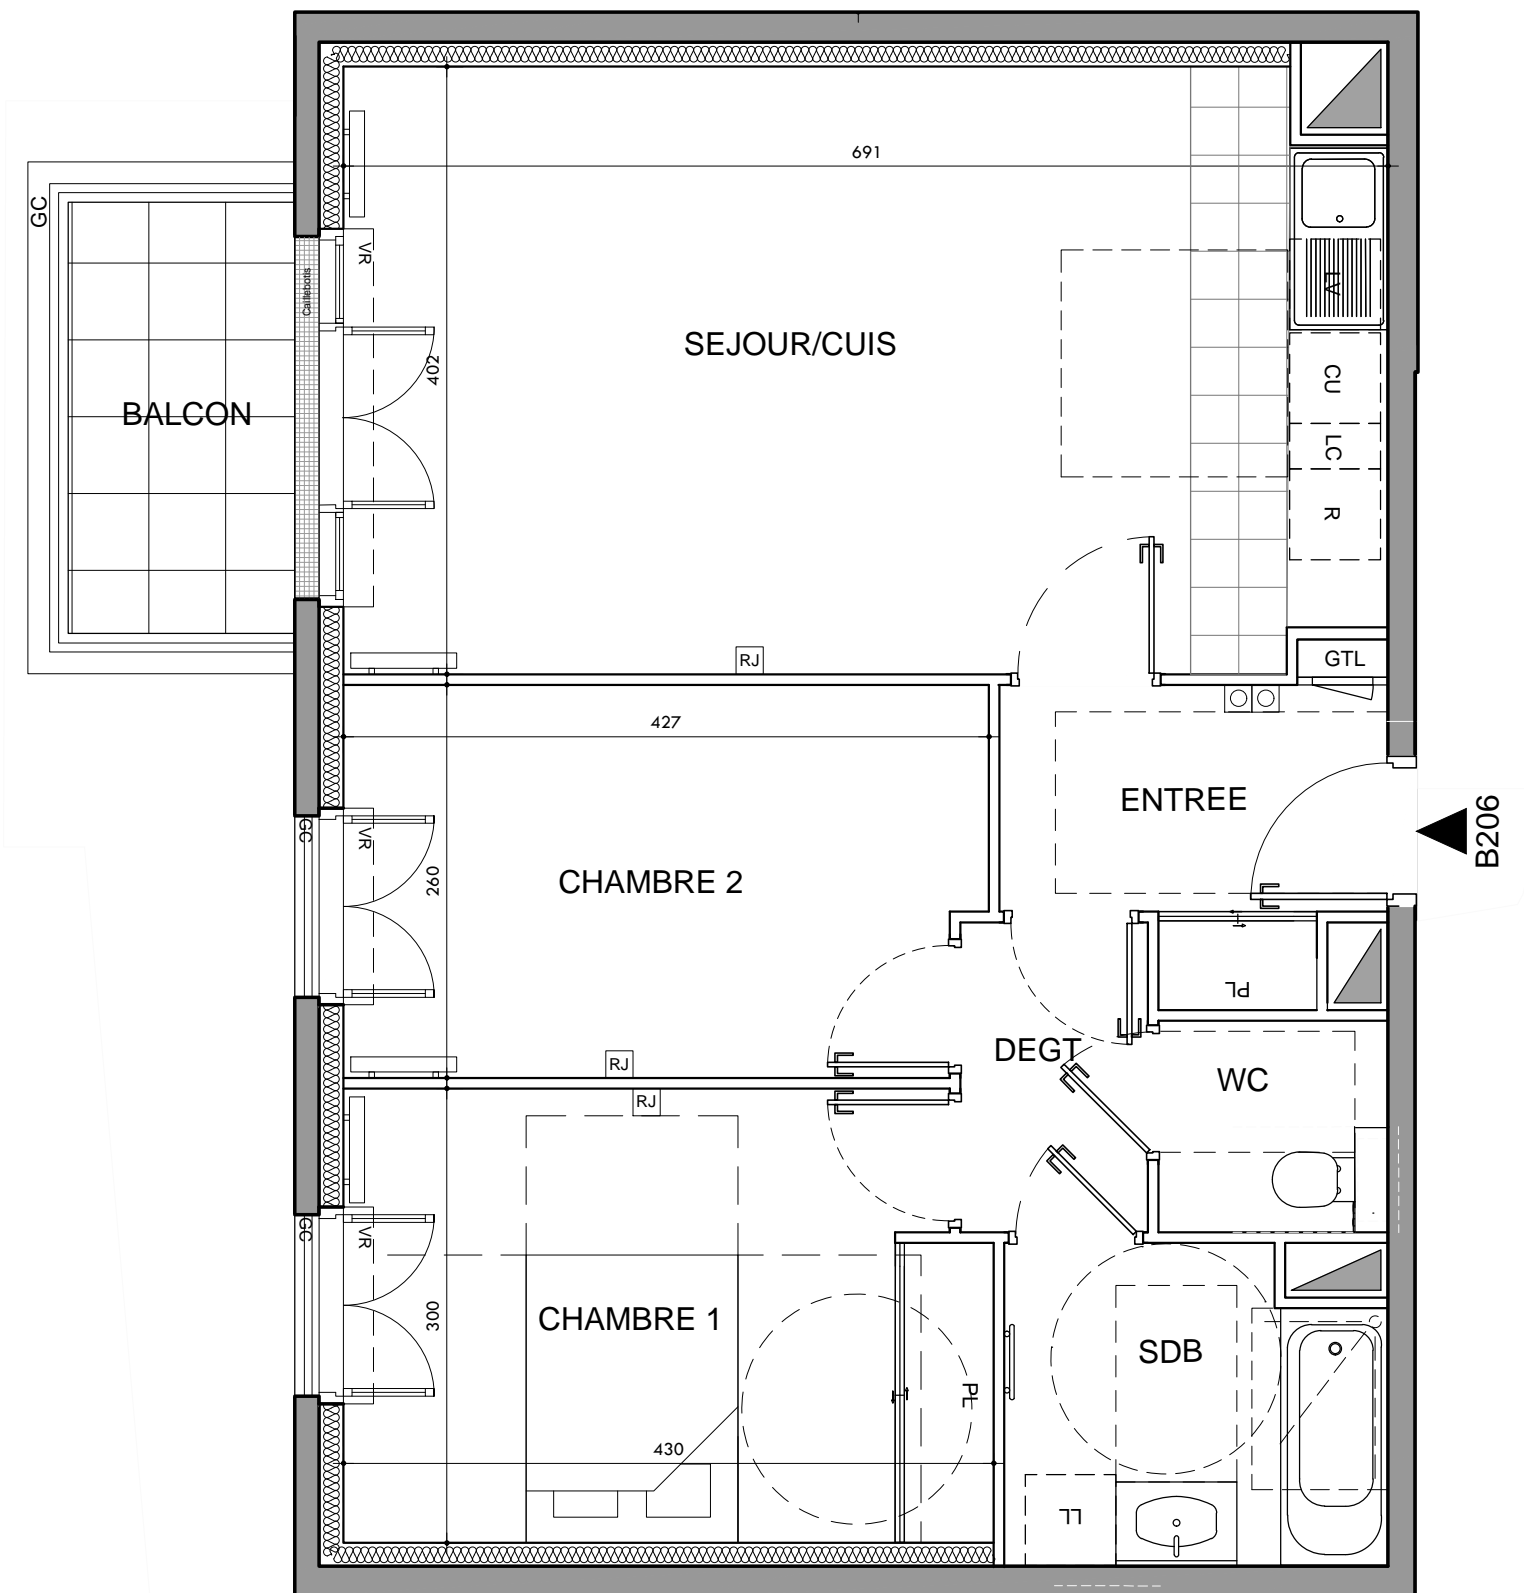 691
GC
VR
Caillebotis
LV
SEJOUR/CUIS
402
CU
BALCON
LC
R
RJ
GTL
427
ENTREE
B206
GC
VR
260
CHAMBRE 2
PL
DEGT
RJ
WC
RJ
GC
VR
300
CHAMBRE 1
SDB
PL
430
LL